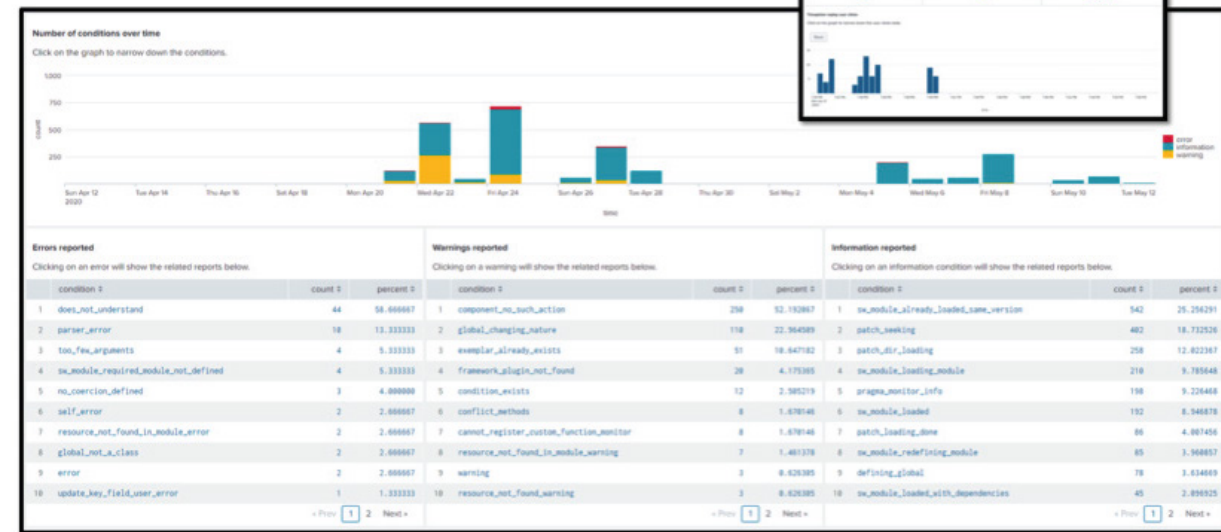 Number of conditions over time
Click on the graph to narrow down the conditions.
1,000
750
500
250
count
Sun Apr 12 Tue Apr 14 Thu Apr 16 Sat Apr 18 Mon Apr 20 Wed Apr 22 Fri Apr 24 Sun Apr 26 Tue Apr 28 Thu Apr 30 Sat May 2 Mon May 4 Wed May 6 Fri May 8 Sun May 10 Tue May 12
2020
time
error
information
warning
Errors reported
Clicking on an error will show the related reports below.
condition count percent
1 does_not_understand 44 58.666667
2 parser_error 10 13.333333
3 too_few_arguments 4 5.333333
4 sw_module_required_module_not_defined 4 5.333333
5 no_coercion_defined 3 4.000000
6 self_error 2 2.666667
7 resource_not_found_in_module_error 2 2.666667
8 global_not_a_class 2 2.666667
9 error 2 2.666667
10 update_key_field_user_error 1 1.333333
« Prev 1 2 Next »
Warnings reported
Clicking on a warning will show the related reports below.
condition count percent
1 component_no_such_action 250 52.192067
2 global_changing_nature 110 22.964509
3 exemplar_already_exists 51 10.647182
4 framework_plugin_not_found 20 4.175365
5 condition_exists 12 2.505219
6 conflict_methods 8 1.670146
7 cannot_register_custom_function_monitor 8 1.670146
8 resource_not_found_in_module_warning 7 1.461378
9 warning 3 0.626305
10 resource_not_found_warning 3 0.626305
« Prev 1 2 Next »
Information reported
Clicking on an information condition will show the related reports below.
condition count percent
1 sw_module_already_loaded_same_version 542 25.256291
2 patch_seeking 402 18.732526
3 patch_dir_loading 258 12.022367
4 sw_module_loading_module 210 9.785648
5 pragma_monitor_info 198 9.226468
6 sw_module_loaded 192 8.946878
7 patch_loading_done 86 4.007456
8 sw_module_redefining_module 85 3.960857
9 defining_global 78 3.634669
10 sw_module_loaded_with_dependencies 45 2.096925
« Prev 1 2 Next »